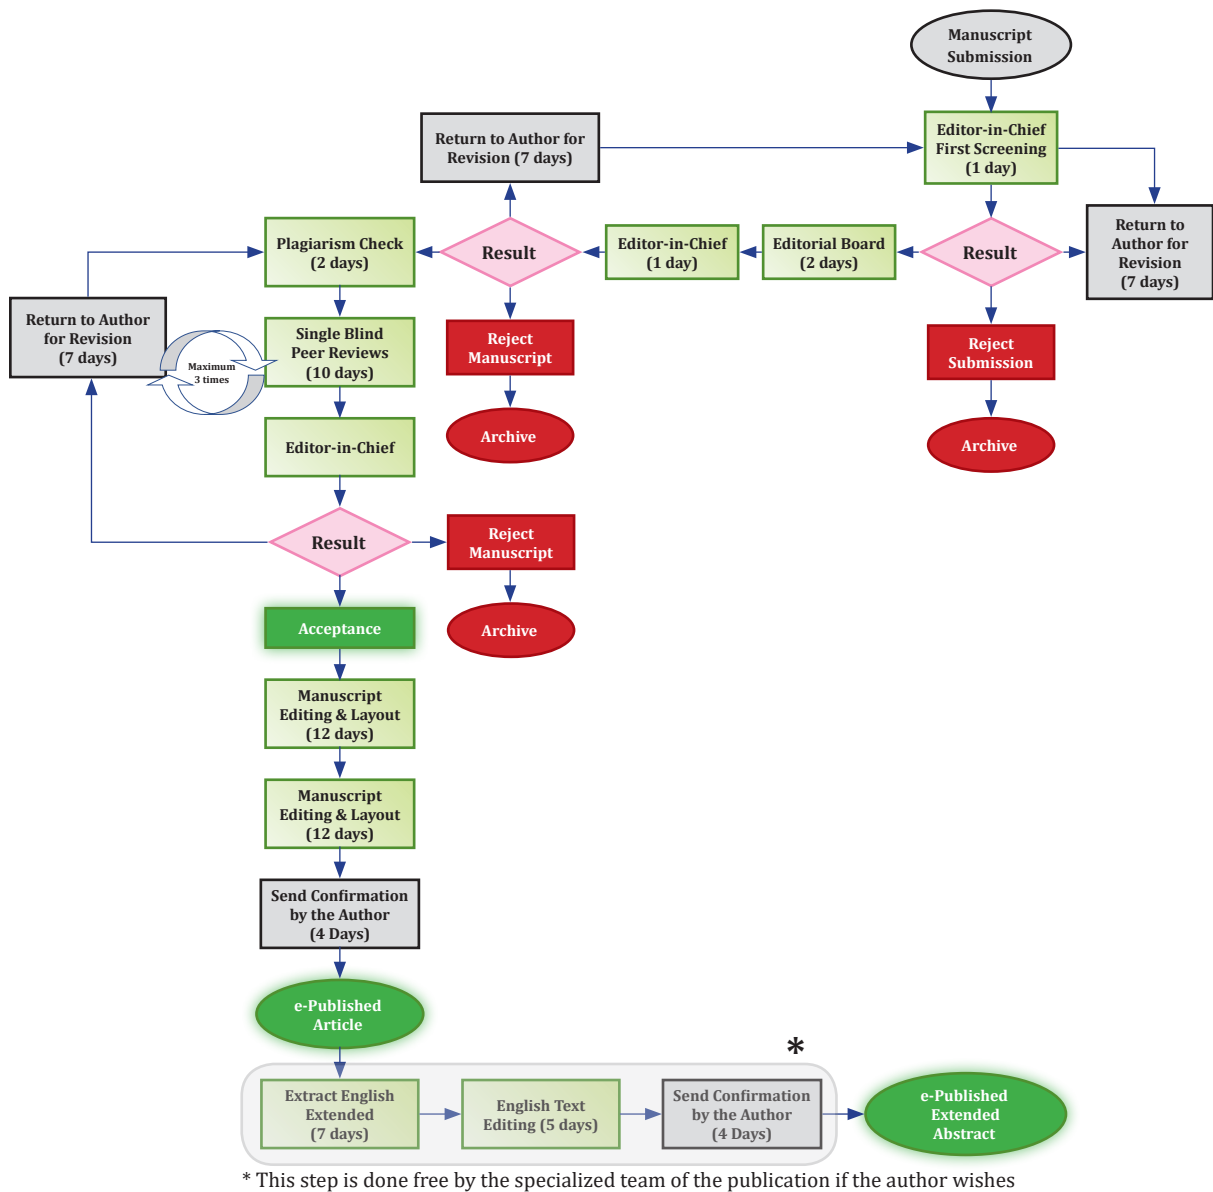 Manuscript
Submission
Editor-in-Chief
First Screening
(1 day)
Return to Author for
Revision (7 days)
Return to
Author for
Revision
(7 days)
Result
Editorial Board
(2 days)
Editor-in-Chief
(1 day)
Result
Plagiarism Check
(2 days)
Reject
Submission
Archive
Reject
Manuscript
Archive
Return to Author
for Revision
(7 days)
Maximum
3 times
Single Blind
Peer Reviews
(10 days)
Editor-in-Chief
Result
Reject
Manuscript
Archive
Acceptance
Manuscript
Editing & Layout
(12 days)
Manuscript
Editing & Layout
(12 days)
Send Confirmation
by the Author
(4 Days)
e-Published
Article
*
Extract English
Extended
(7 days)
English Text
Editing (5 days)
Send Confirmation
by the Author
(4 Days)
e-Published
Extended
Abstract
* This step is done free by the specialized team of the publication if the author wishes